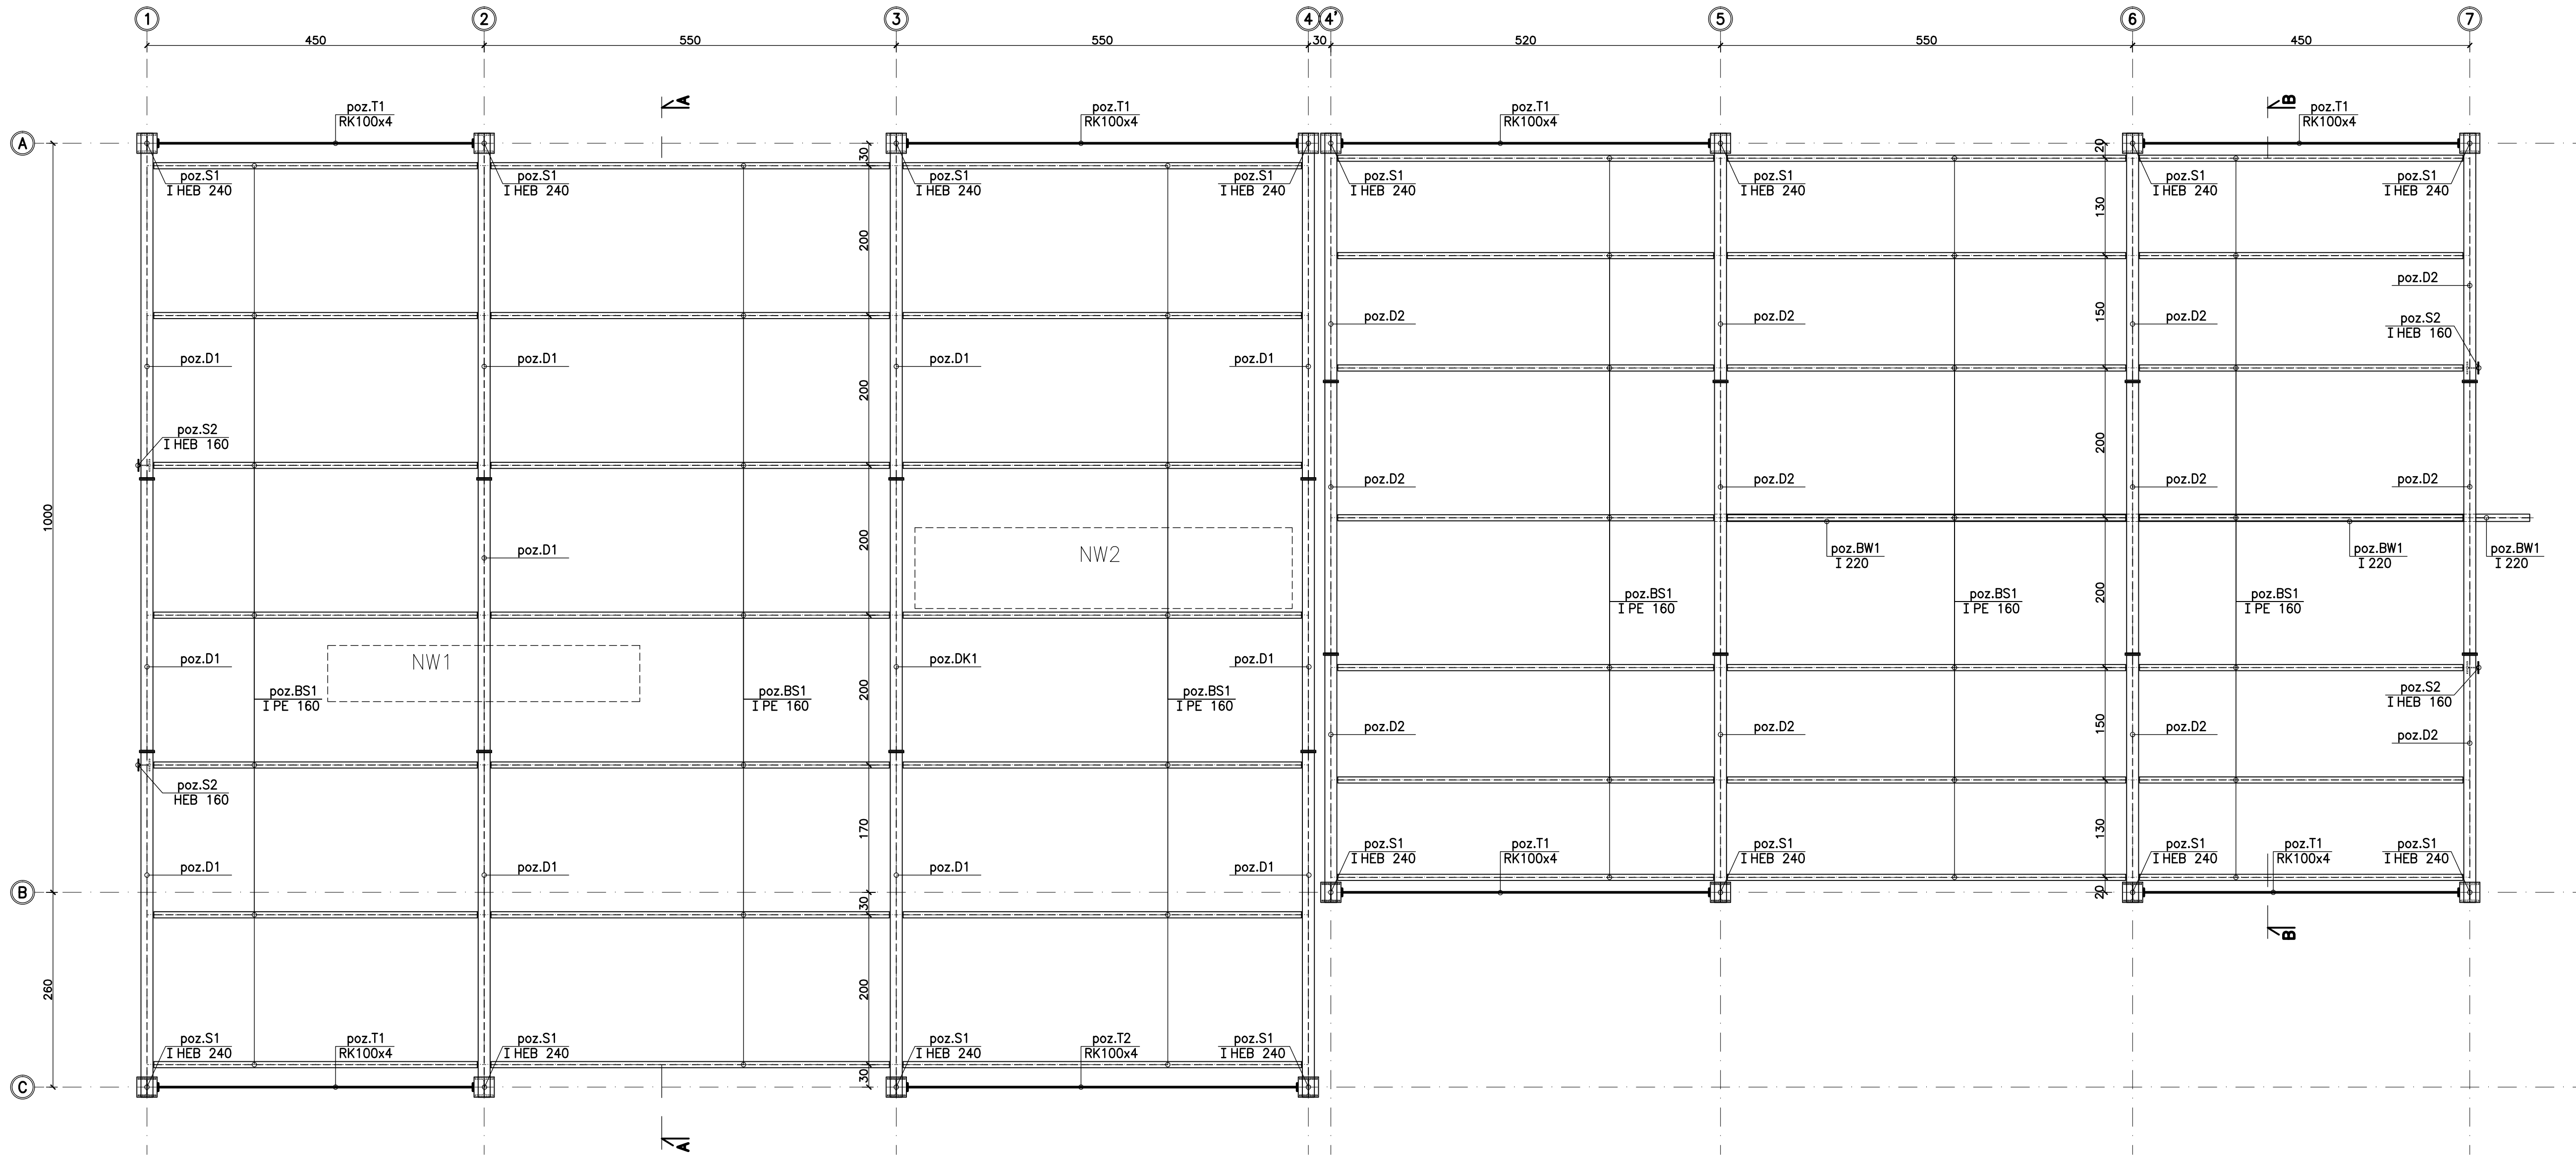 1 2 3 4 4' 5 6 7
450 550 550 30 520 550 450
A B
poz.T1 poz.T1 poz.T1 poz.T1
RK100x4 RK100x4 RK100x4 RK100x4
A
30 20
poz.S1 poz.S1 poz.S1 poz.S1 poz.S1 poz.S1 poz.S1 poz.S1
I HEB 240 I HEB 240 I HEB 240 I HEB 240 I HEB 240 I HEB 240 I HEB 240 I HEB 240
130
200
poz.D2
150
poz.D2 poz.D2 poz.D2
poz.S2
I HEB 160
poz.D1 poz.D1 poz.D1 poz.D1
200
poz.S2
I HEB 160
200
poz.D2 poz.D2 poz.D2 poz.D2
1000
200
poz.D1
NW2
poz.BW1 poz.BW1 poz.BW1
I 220 I 220 I 220
200
poz.BS1 poz.BS1 poz.BS1
I PE 160 I PE 160 I PE 160
NW1
poz.D1 poz.DK1 poz.D1
200
poz.BS1 poz.BS1 poz.BS1
I PE 160 I PE 160 I PE 160
poz.S2
I HEB 160
150
poz.D2 poz.D2 poz.D2
poz.D2
poz.S2
HEB 160
170
130
poz.S1 poz.T1 poz.S1 poz.S1 poz.T1 poz.S1
I HEB 240 RK100x4 I HEB 240 I HEB 240 RK100x4 I HEB 240
poz.D1 poz.D1 poz.D1 poz.D1
B
30 20
B
260
200
poz.S1 poz.T1 poz.S1 poz.S1 poz.T2 poz.S1
I HEB 240 RK100x4 I HEB 240 I HEB 240 RK100x4 I HEB 240
30
C
A